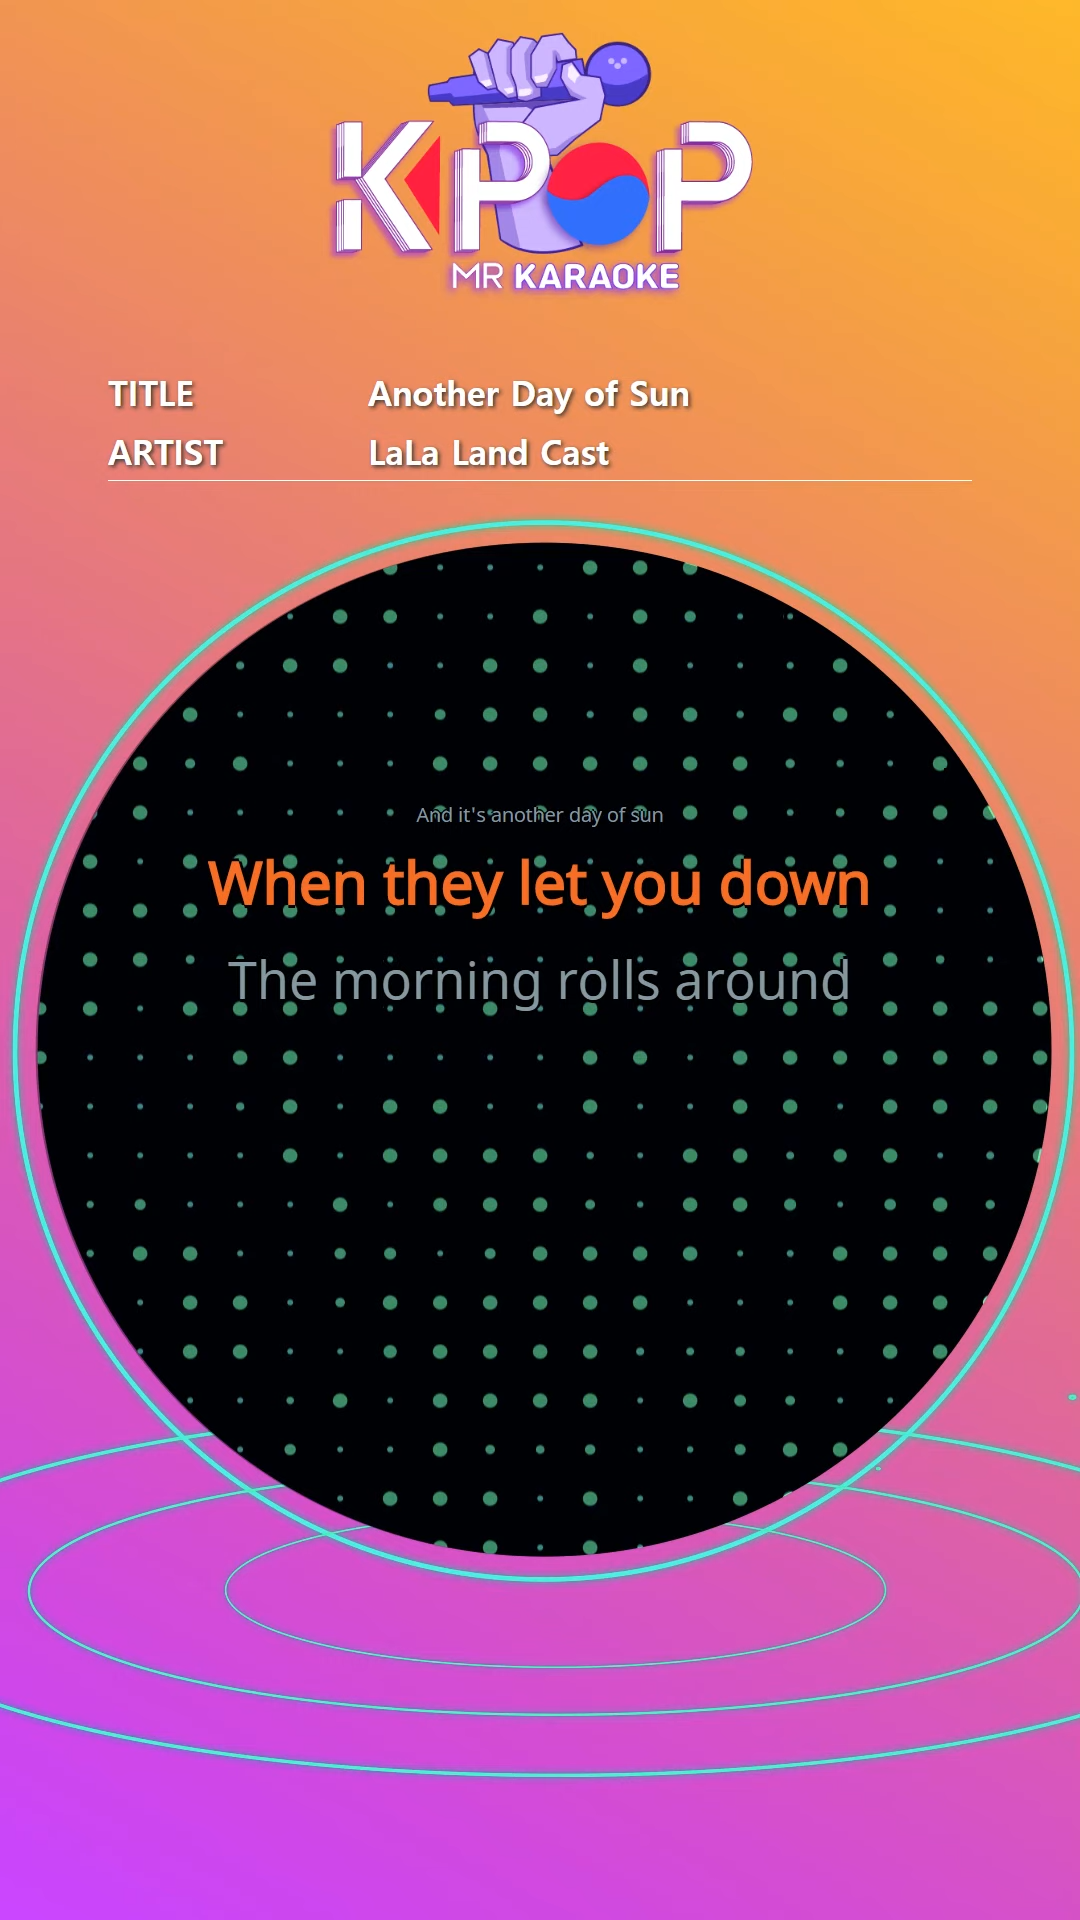 KPOP
MR KARAOKE
TITLE Another Day of Sun
ARTIST LaLa Land Cast
And it's another day of sun
When they let you down
The morning rolls around